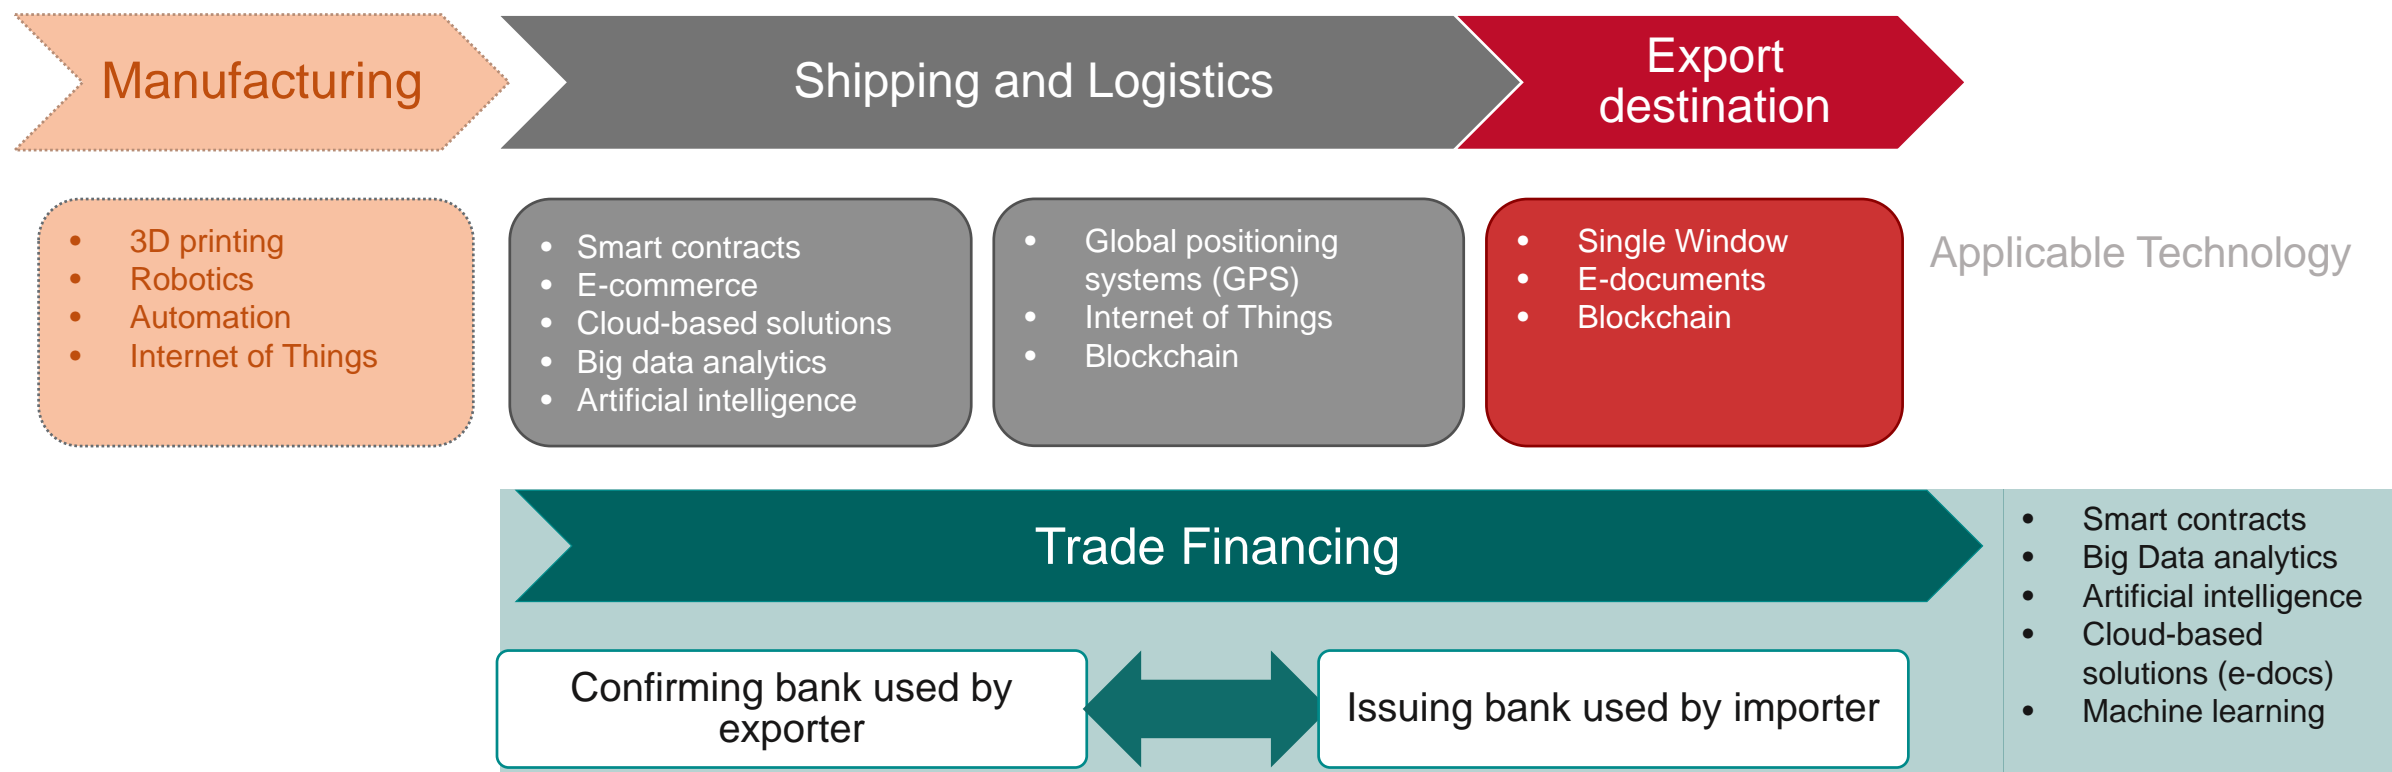 Manufacturing
Shipping and Logistics
Export
destination
• 3D printing
• Robotics
• Automation
• Internet of Things
• Smart contracts
• E-commerce
• Cloud-based solutions
• Big data analytics
• Artificial intelligence
• Global positioning
systems (GPS)
• Internet of Things
• Blockchain
• Single Window
• E-documents
• Blockchain
Applicable Technology
Trade Financing
Confirming bank used by
exporter
Issuing bank used by importer
• Smart contracts
• Big Data analytics
• Artificial intelligence
• Cloud-based
solutions (e-docs)
• Machine learning